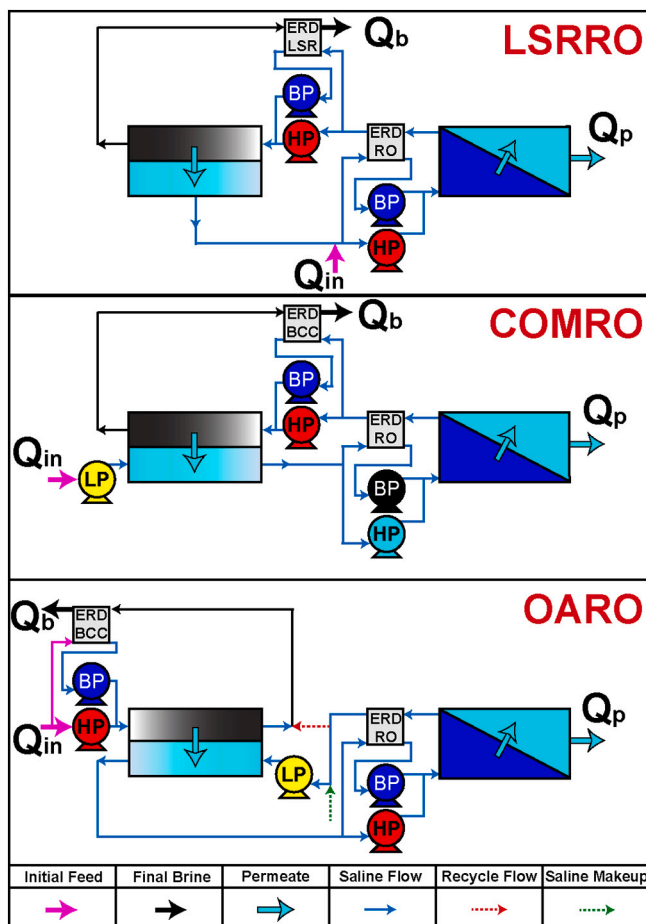 ERD
LSR
Qb
LSRRO
BP
HP
ERD
RO
Qp
BP
HP
Qin
ERD
BCC
Qb
COMRO
BP
HP
ERD
RO
Qp
Qin
LP
BP
HP
Qb
ERD
BCC
OARO
BP
Qin
HP
ERD
RO
Qp
LP
BP
HP
Initial Feed
Final Brine
Permeate
Saline Flow
Recycle Flow
Saline Makeup